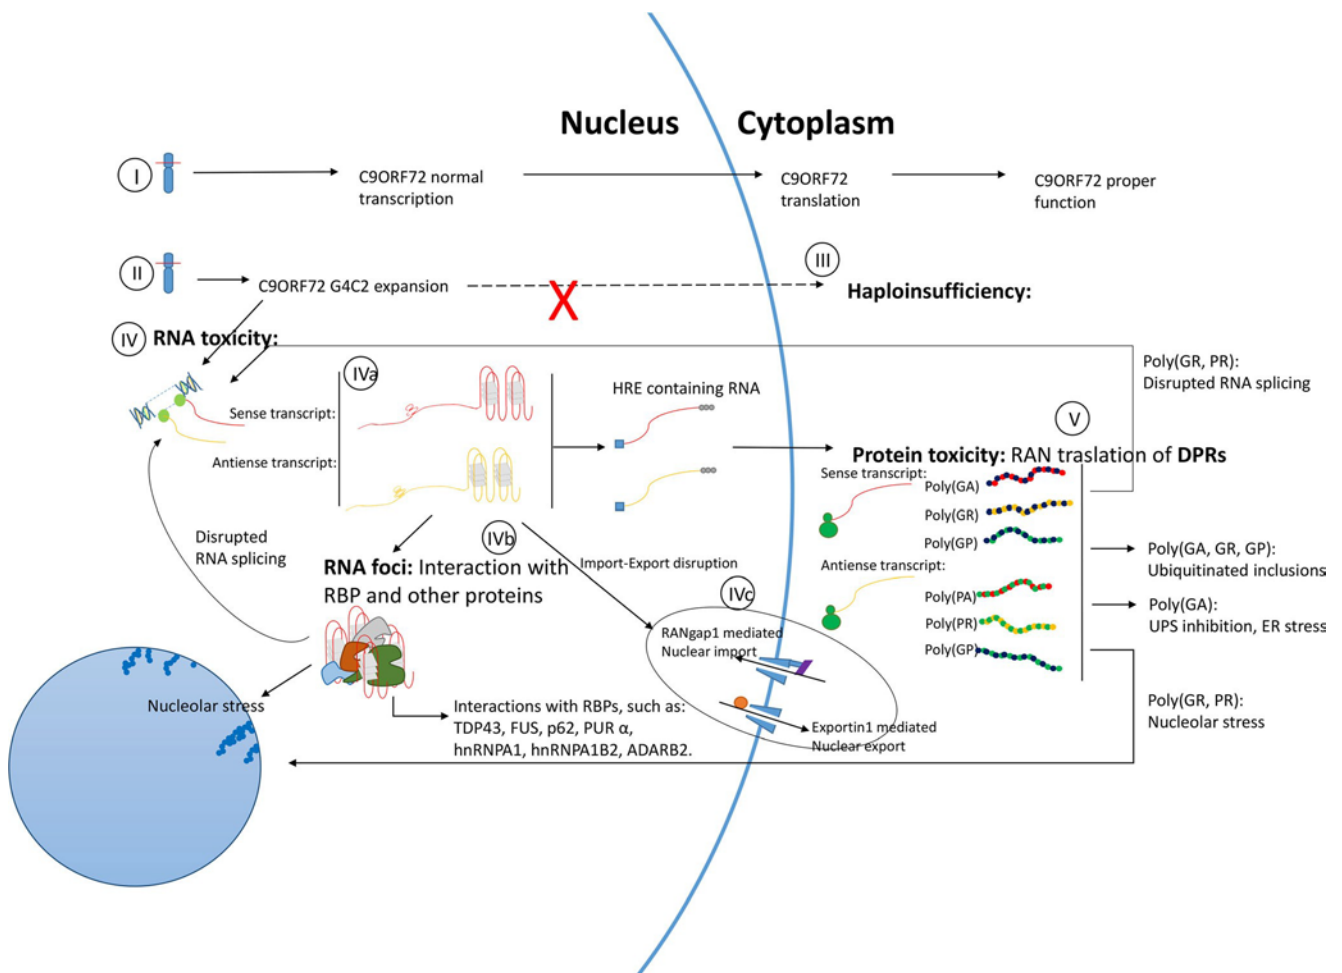 Nucleus
Cytoplasm
I
C9ORF72 normal
transcription
C9ORF72
translation
C9ORF72 proper
function
II
C9ORF72 G4C2 expansion
X
III
Haploinsufficiency:
IV
RNA toxicity:
IVa
Sense transcript:
Antiense transcript:
HRE containing RNA
Poly(GR, PR):
Disrupted RNA splicing
V
Protein toxicity: RAN traslation of DPRs
Sense transcript:
Poly(GA)
Poly(GR)
Poly(GP)
Antiense transcript:
Poly(PA)
Poly(PR)
Poly(GP)
Poly(GA, GR, GP):
Ubiquitinated inclusions
Poly(GA):
UPS inhibition, ER stress
Poly(GR, PR):
Nucleolar stress
Disrupted
RNA splicing
IVb
RNA foci: Interaction with
RBP and other proteins
Import-Export disruption
IVc
RANgap1 mediated
Nuclear import
Exportin1 mediated
Nuclear export
Nucleolar stress
Interactions with RBPs, such as:
TDP43, FUS, p62, PUR α,
hnRNPA1, hnRNPA1B2, ADARB2.